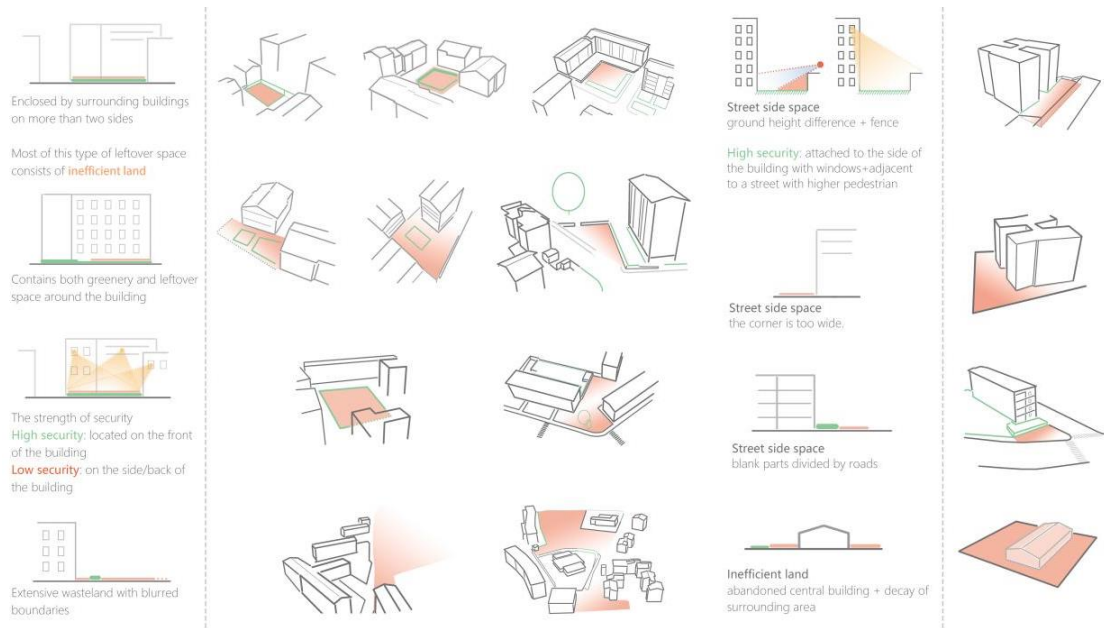 Enclosed by surrounding buildings
on more than two sides
Most of this type of leftover space
consists of inefficient land
Contains both greenery and leftover
space around the building
The strength of security
High security: located on the front
of the building
Low security: on the side/back of
the building
Extensive wasteland with blurred
boundaries
Street side space
ground height difference + fence
High security: attached to the side of
the building with windows+adjacent
to a street with higher pedestrian
Street side space
the corner is too wide.
Street side space
blank parts divided by roads
Inefficient land
abandoned central building + decay of
surrounding area